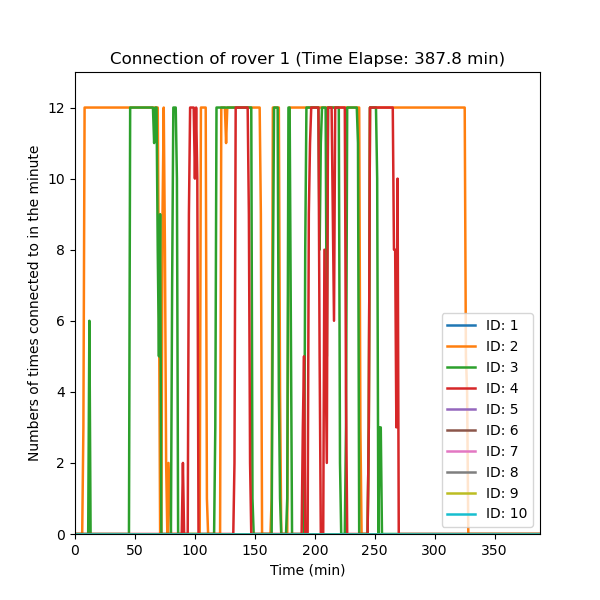 Connection of rover 1 (Time Elapse: 387.8 min)
Numbers of times connected to in the minute
12
10
8
6
4
2
0
0 50 100 150 200 250 300 350
Time (min)
ID: 1
ID: 2
ID: 3
ID: 4
ID: 5
ID: 6
ID: 7
ID: 8
ID: 9
ID: 10